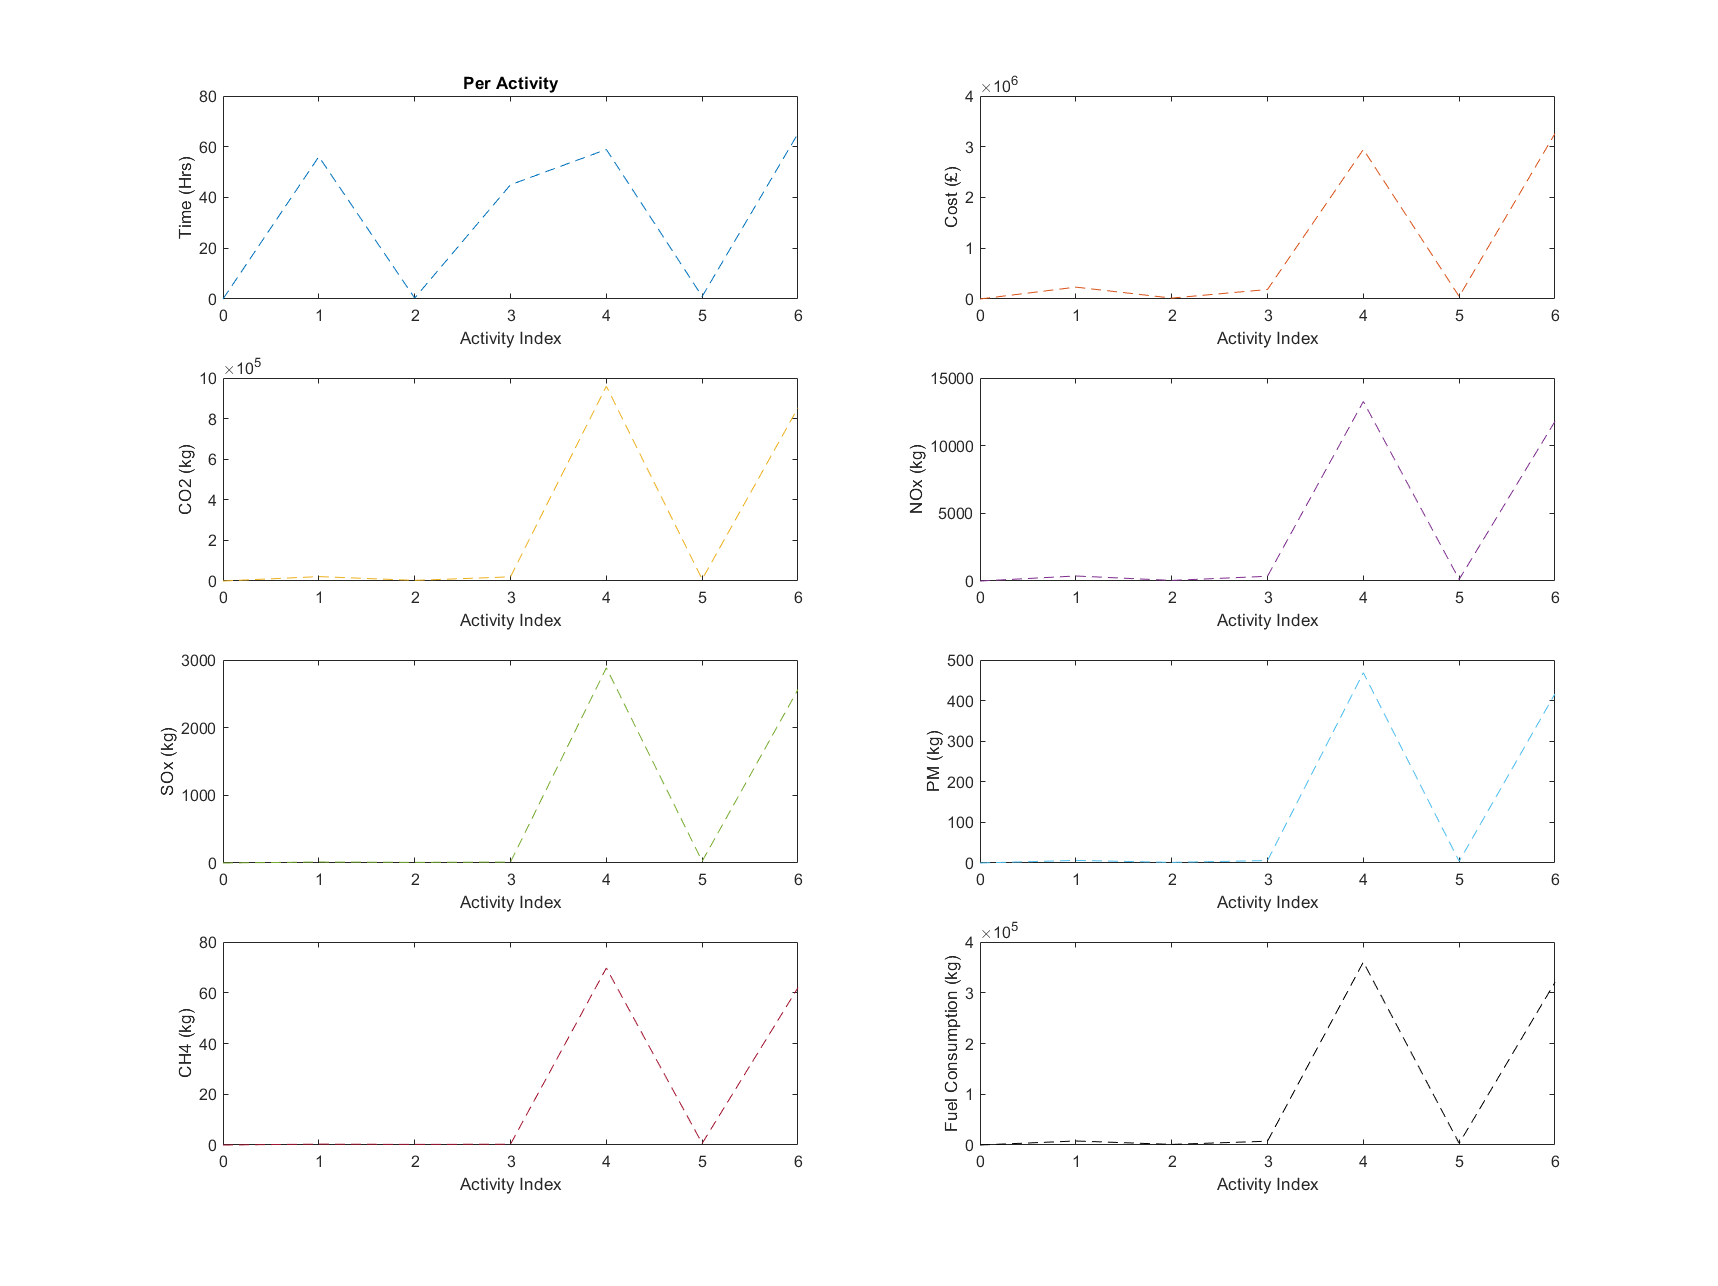 Per Activity
80
60
40
20
0
Time (Hrs)
0 1 2 3 4 5 6
Activity Index
×10⁶
4
3
2
1
0
Cost (£)
0 1 2 3 4 5 6
Activity Index
×10⁵
10
8
6
4
2
0
CO2 (kg)
0 1 2 3 4 5 6
Activity Index
15000
10000
5000
0
NOx (kg)
0 1 2 3 4 5 6
Activity Index
3000
2000
1000
0
SOx (kg)
0 1 2 3 4 5 6
Activity Index
500
400
300
200
100
0
PM (kg)
0 1 2 3 4 5 6
Activity Index
80
60
40
20
0
CH4 (kg)
0 1 2 3 4 5 6
Activity Index
×10⁵
4
3
2
1
0
Fuel Consumption (kg)
0 1 2 3 4 5 6
Activity Index